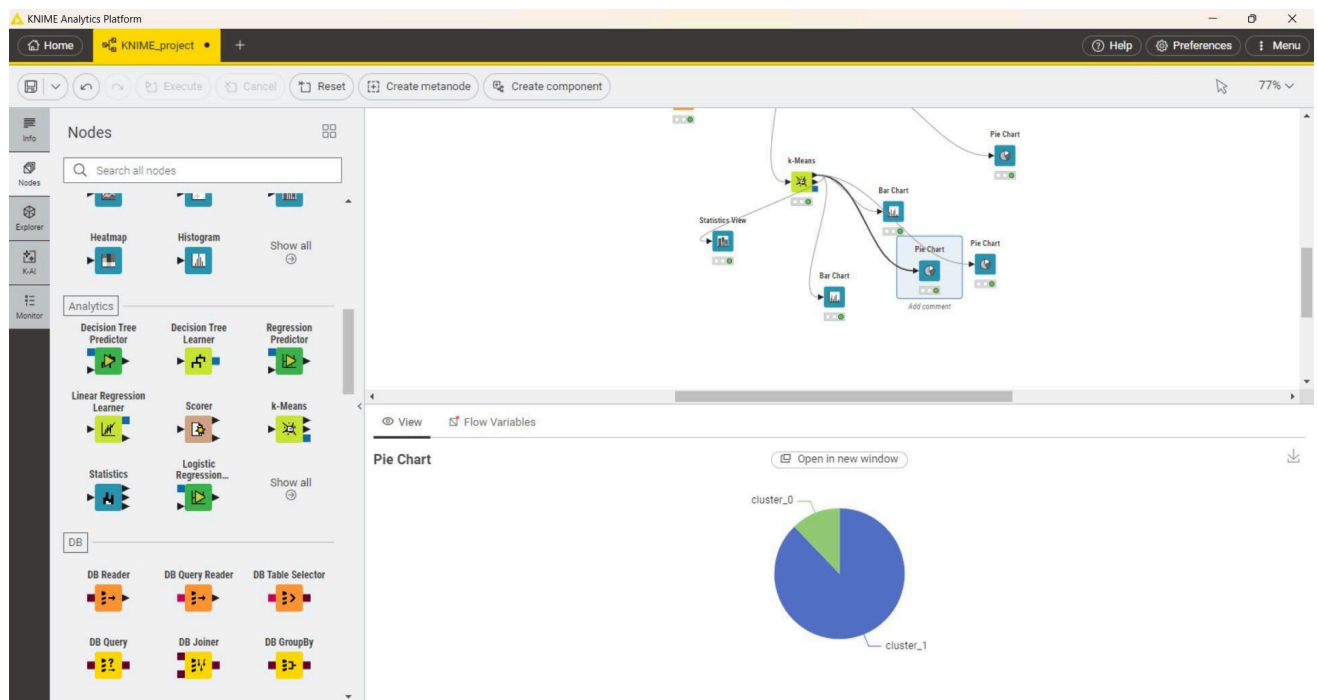 KNIME Analytics Platform
Home
KNIME_project
Help
Preferences
Menu
Execute
Cancel
Reset
Create metanode
Create component
77%
Info
Nodes
Explorer
K-AI
Monitor
Nodes
Search all nodes
Heatmap
Histogram
Show all
Analytics
Decision Tree
Predictor
Decision Tree
Learner
Regression
Predictor
Linear Regression
Learner
Scorer
k-Means
Statistics
Logistic
Regression...
Show all
DB
DB Reader
DB Query Reader
DB Table Selector
DB Query
DB Joiner
DB GroupBy
Pie Chart
k-Means
Bar Chart
Statistics View
Pie Chart
Pie Chart
Bar Chart
Add comment
View
Flow Variables
Pie Chart
Open in new window
cluster_0
cluster_1